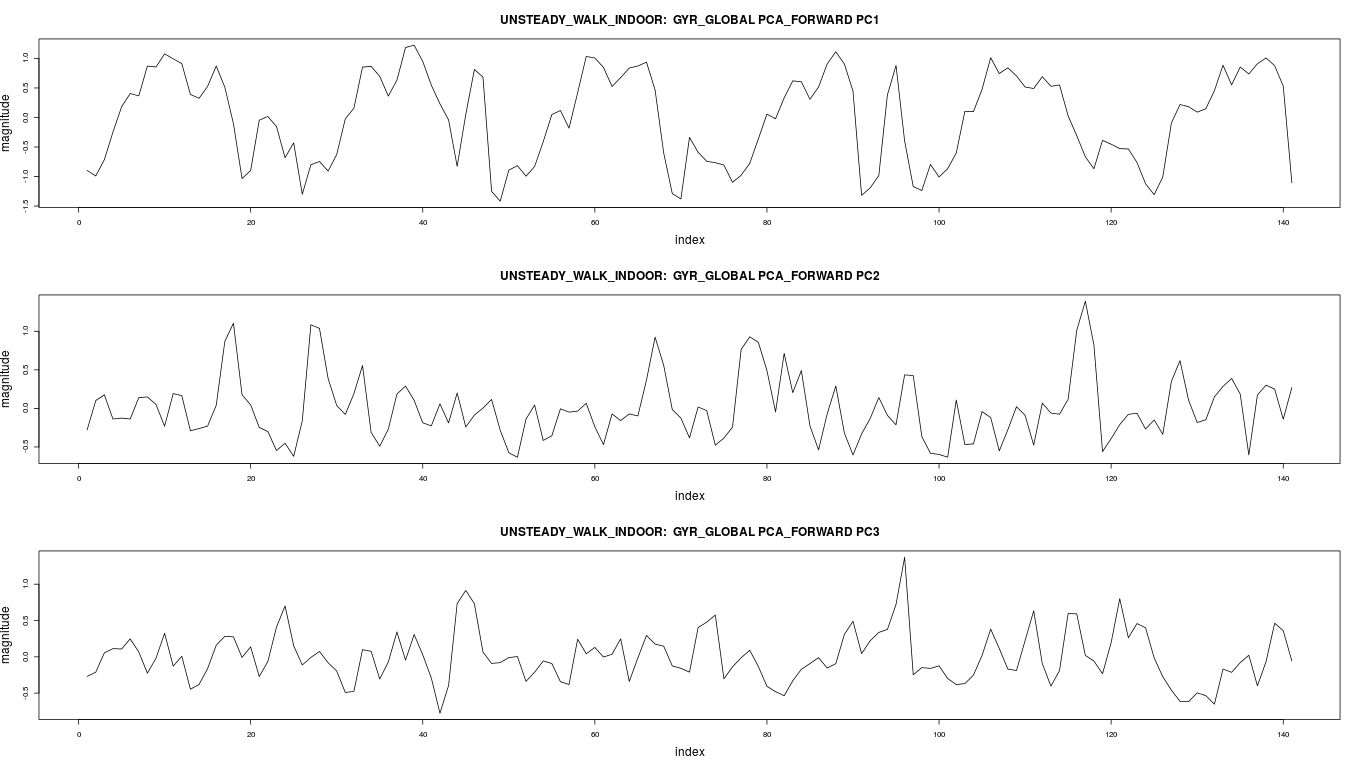 UNSTEADY_WALK_INDOOR: GYR_GLOBAL PCA_FORWARD PC1
magnitude
1.0
0.5
0.0
-0.5
-1.0
-1.5
0 20 40 60 80 100 120 140
index
UNSTEADY_WALK_INDOOR: GYR_GLOBAL PCA_FORWARD PC2
magnitude
1.0
0.5
0.0
-0.5
0 20 40 60 80 100 120 140
index
UNSTEADY_WALK_INDOOR: GYR_GLOBAL PCA_FORWARD PC3
magnitude
1.0
0.5
0.0
-0.5
0 20 40 60 80 100 120 140
index